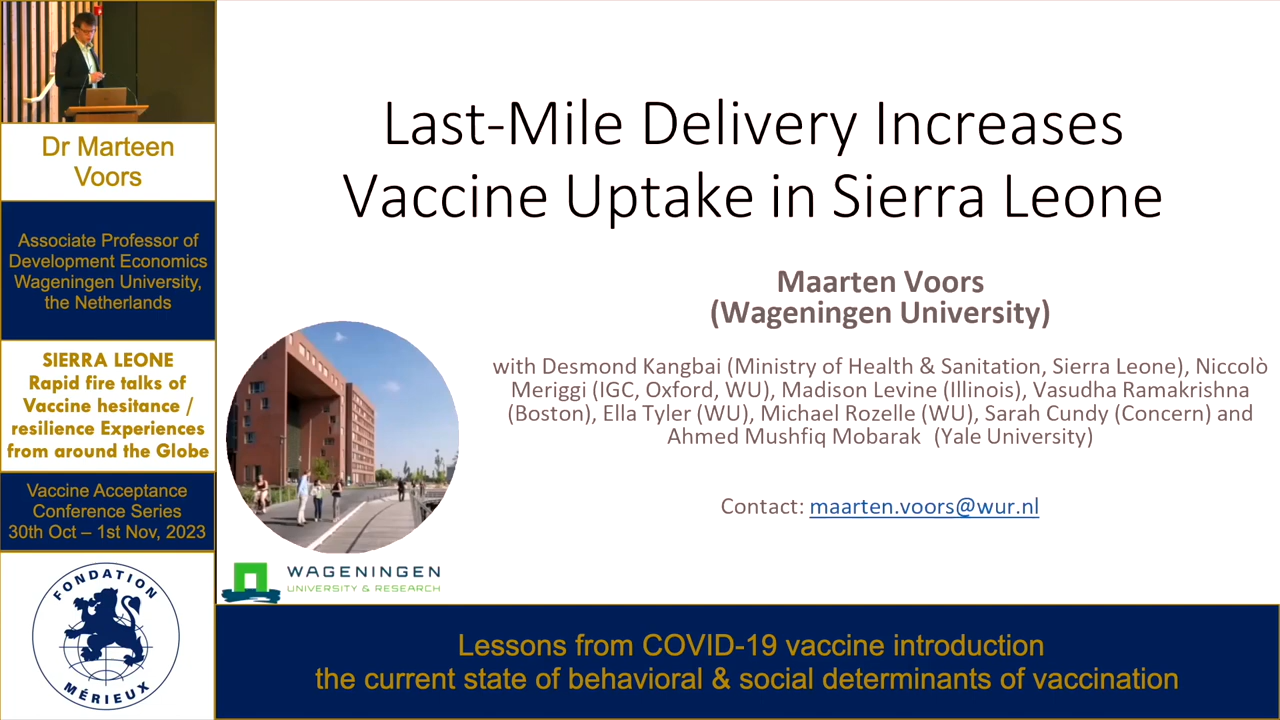 Dr Marteen
Voors
Associate Professor of
Development Economics
Wageningen University,
the Netherlands
SIERRA LEONE
Rapid fire talks of
Vaccine hesitance /
resilience Experiences
from around the Globe
Vaccine Acceptance
Conference Series
30th Oct – 1st Nov, 2023
FONDATION
MÉRIEUX
Last-Mile Delivery Increases
Vaccine Uptake in Sierra Leone
Maarten Voors
(Wageningen University)
with Desmond Kangbai (Ministry of Health & Sanitation, Sierra Leone), Niccolò
Meriggi (IGC, Oxford, WU), Madison Levine (Illinois), Vasudha Ramakrishna
(Boston), Ella Tyler (WU), Michael Rozelle (WU), Sarah Cundy (Concern) and
Ahmed Mushfiq Mobarak (Yale University)
Contact: maarten.voors@wur.nl
WAGENINGEN
UNIVERSITY & RESEARCH
Lessons from COVID-19 vaccine introduction
the current state of behavioral & social determinants of vaccination